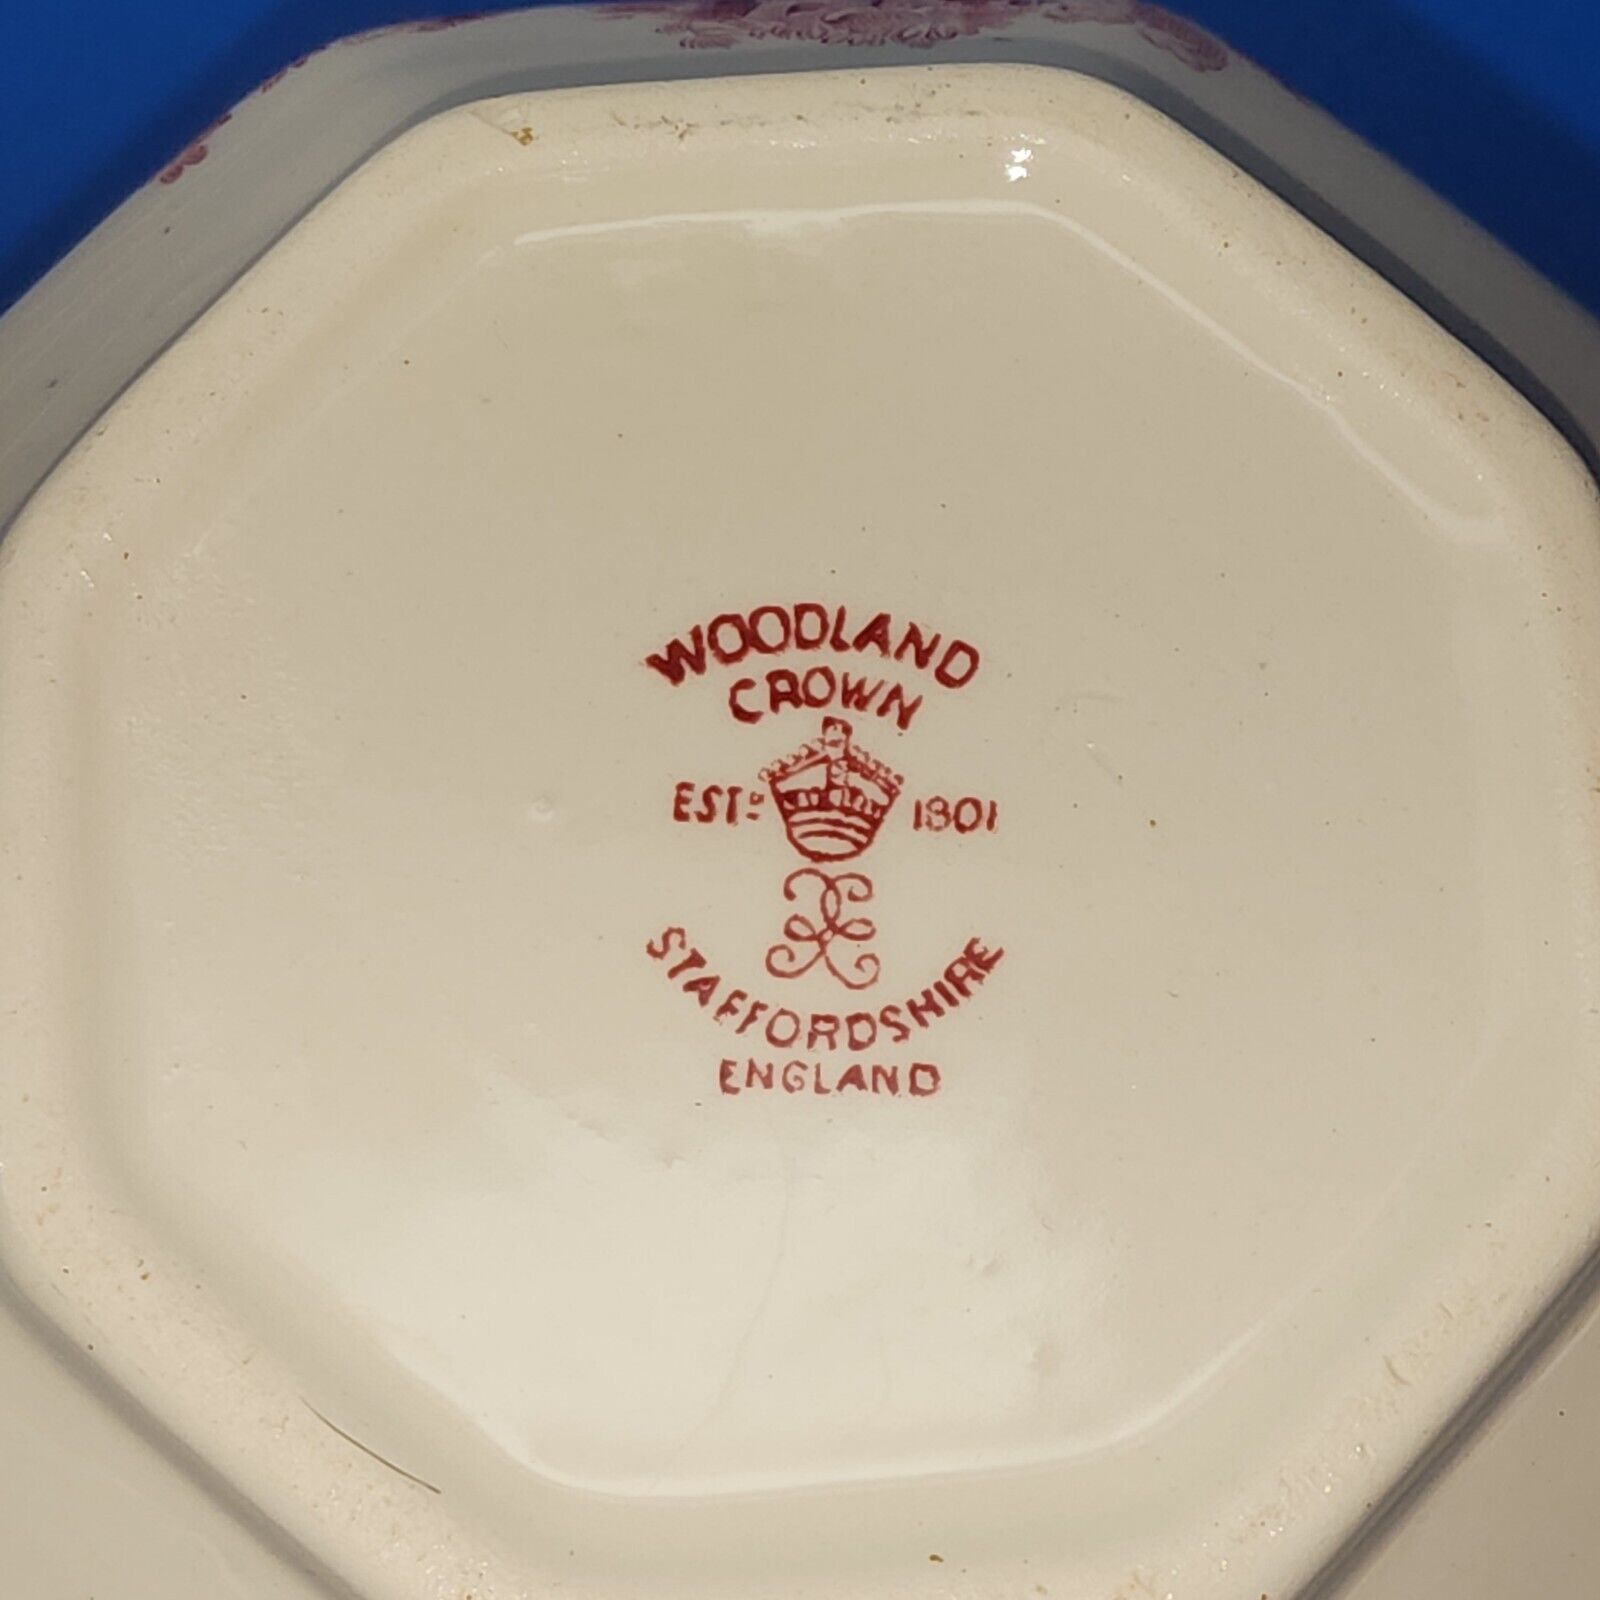 WOODLAND
CROWN
ESTD 1801
STAFFORDSHIRE
ENGLAND